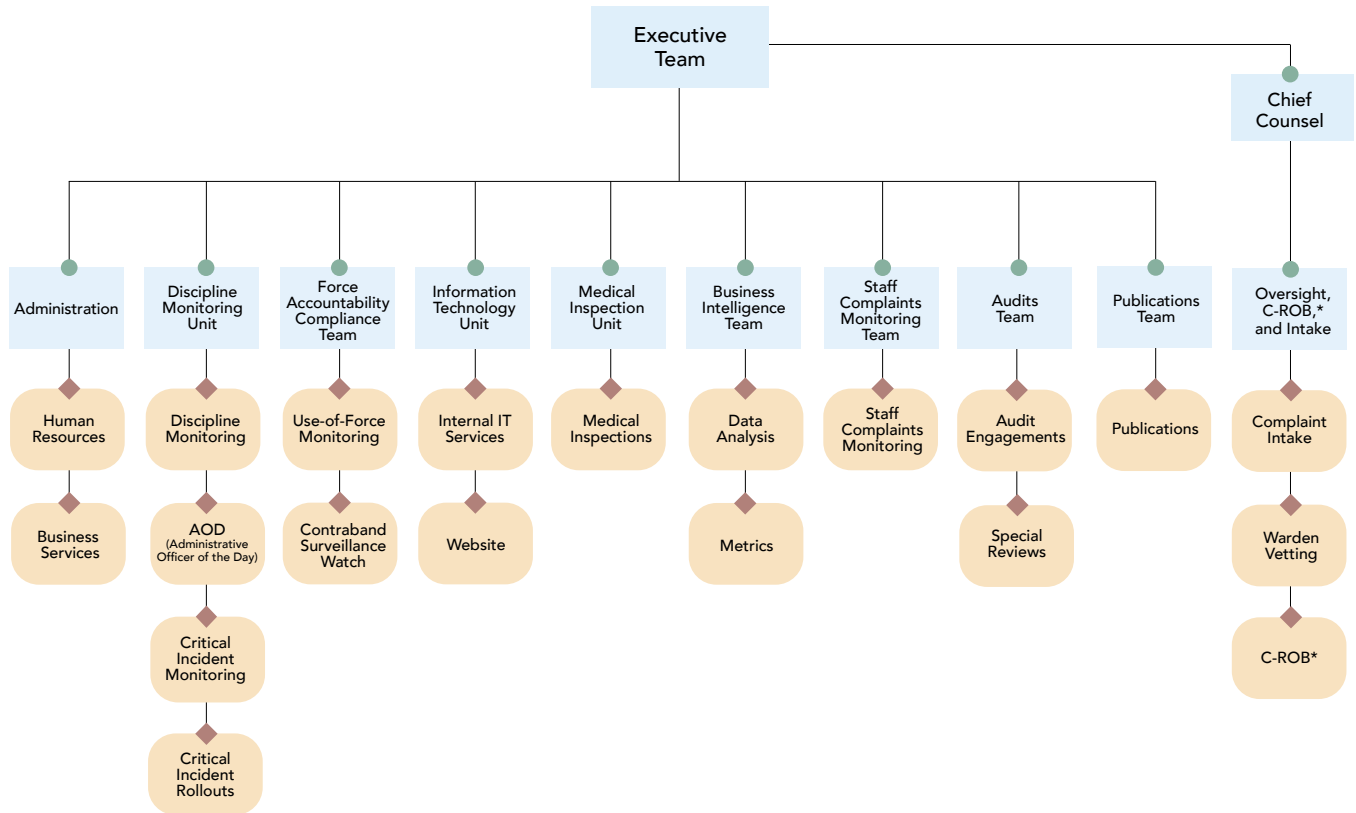 Executive
Team
Chief
Counsel
Administration
Discipline
Monitoring
Unit
Force
Accountability
Compliance
Team
Information
Technology
Unit
Medical
Inspection
Unit
Business
Intelligence
Team
Staff
Complaints
Monitoring
Team
Audits
Team
Publications
Team
Oversight,
C-ROB,*
and Intake
Human
Resources
Discipline
Monitoring
Use-of-Force
Monitoring
Internal IT
Services
Medical
Inspections
Data
Analysis
Staff
Complaints
Monitoring
Audit
Engagements
Publications
Complaint
Intake
Business
Services
AOD
(Administrative
Officer of the Day)
Contraband
Surveillance
Watch
Website
Metrics
Special
Reviews
Warden
Vetting
Critical
Incident
Monitoring
C-ROB*
Critical
Incident
Rollouts